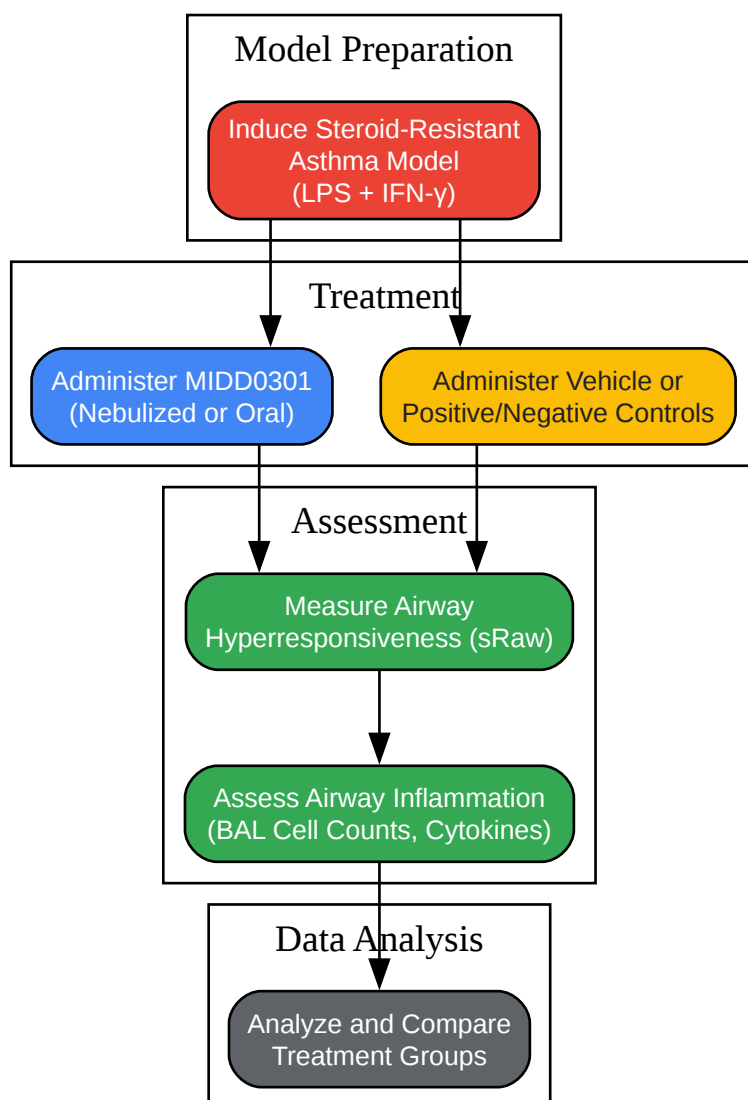 Model Preparation
Induce Steroid-Resistant
Asthma Model
(LPS + IFN-γ)
Treatment
Administer MIDD0301
(Nebulized or Oral)
Administer Vehicle or
Positive/Negative Controls
Assessment
Measure Airway
Hyperresponsiveness (sRaw)
Assess Airway Inflammation
(BAL Cell Counts, Cytokines)
Data Analysis
Analyze and Compare
Treatment Groups